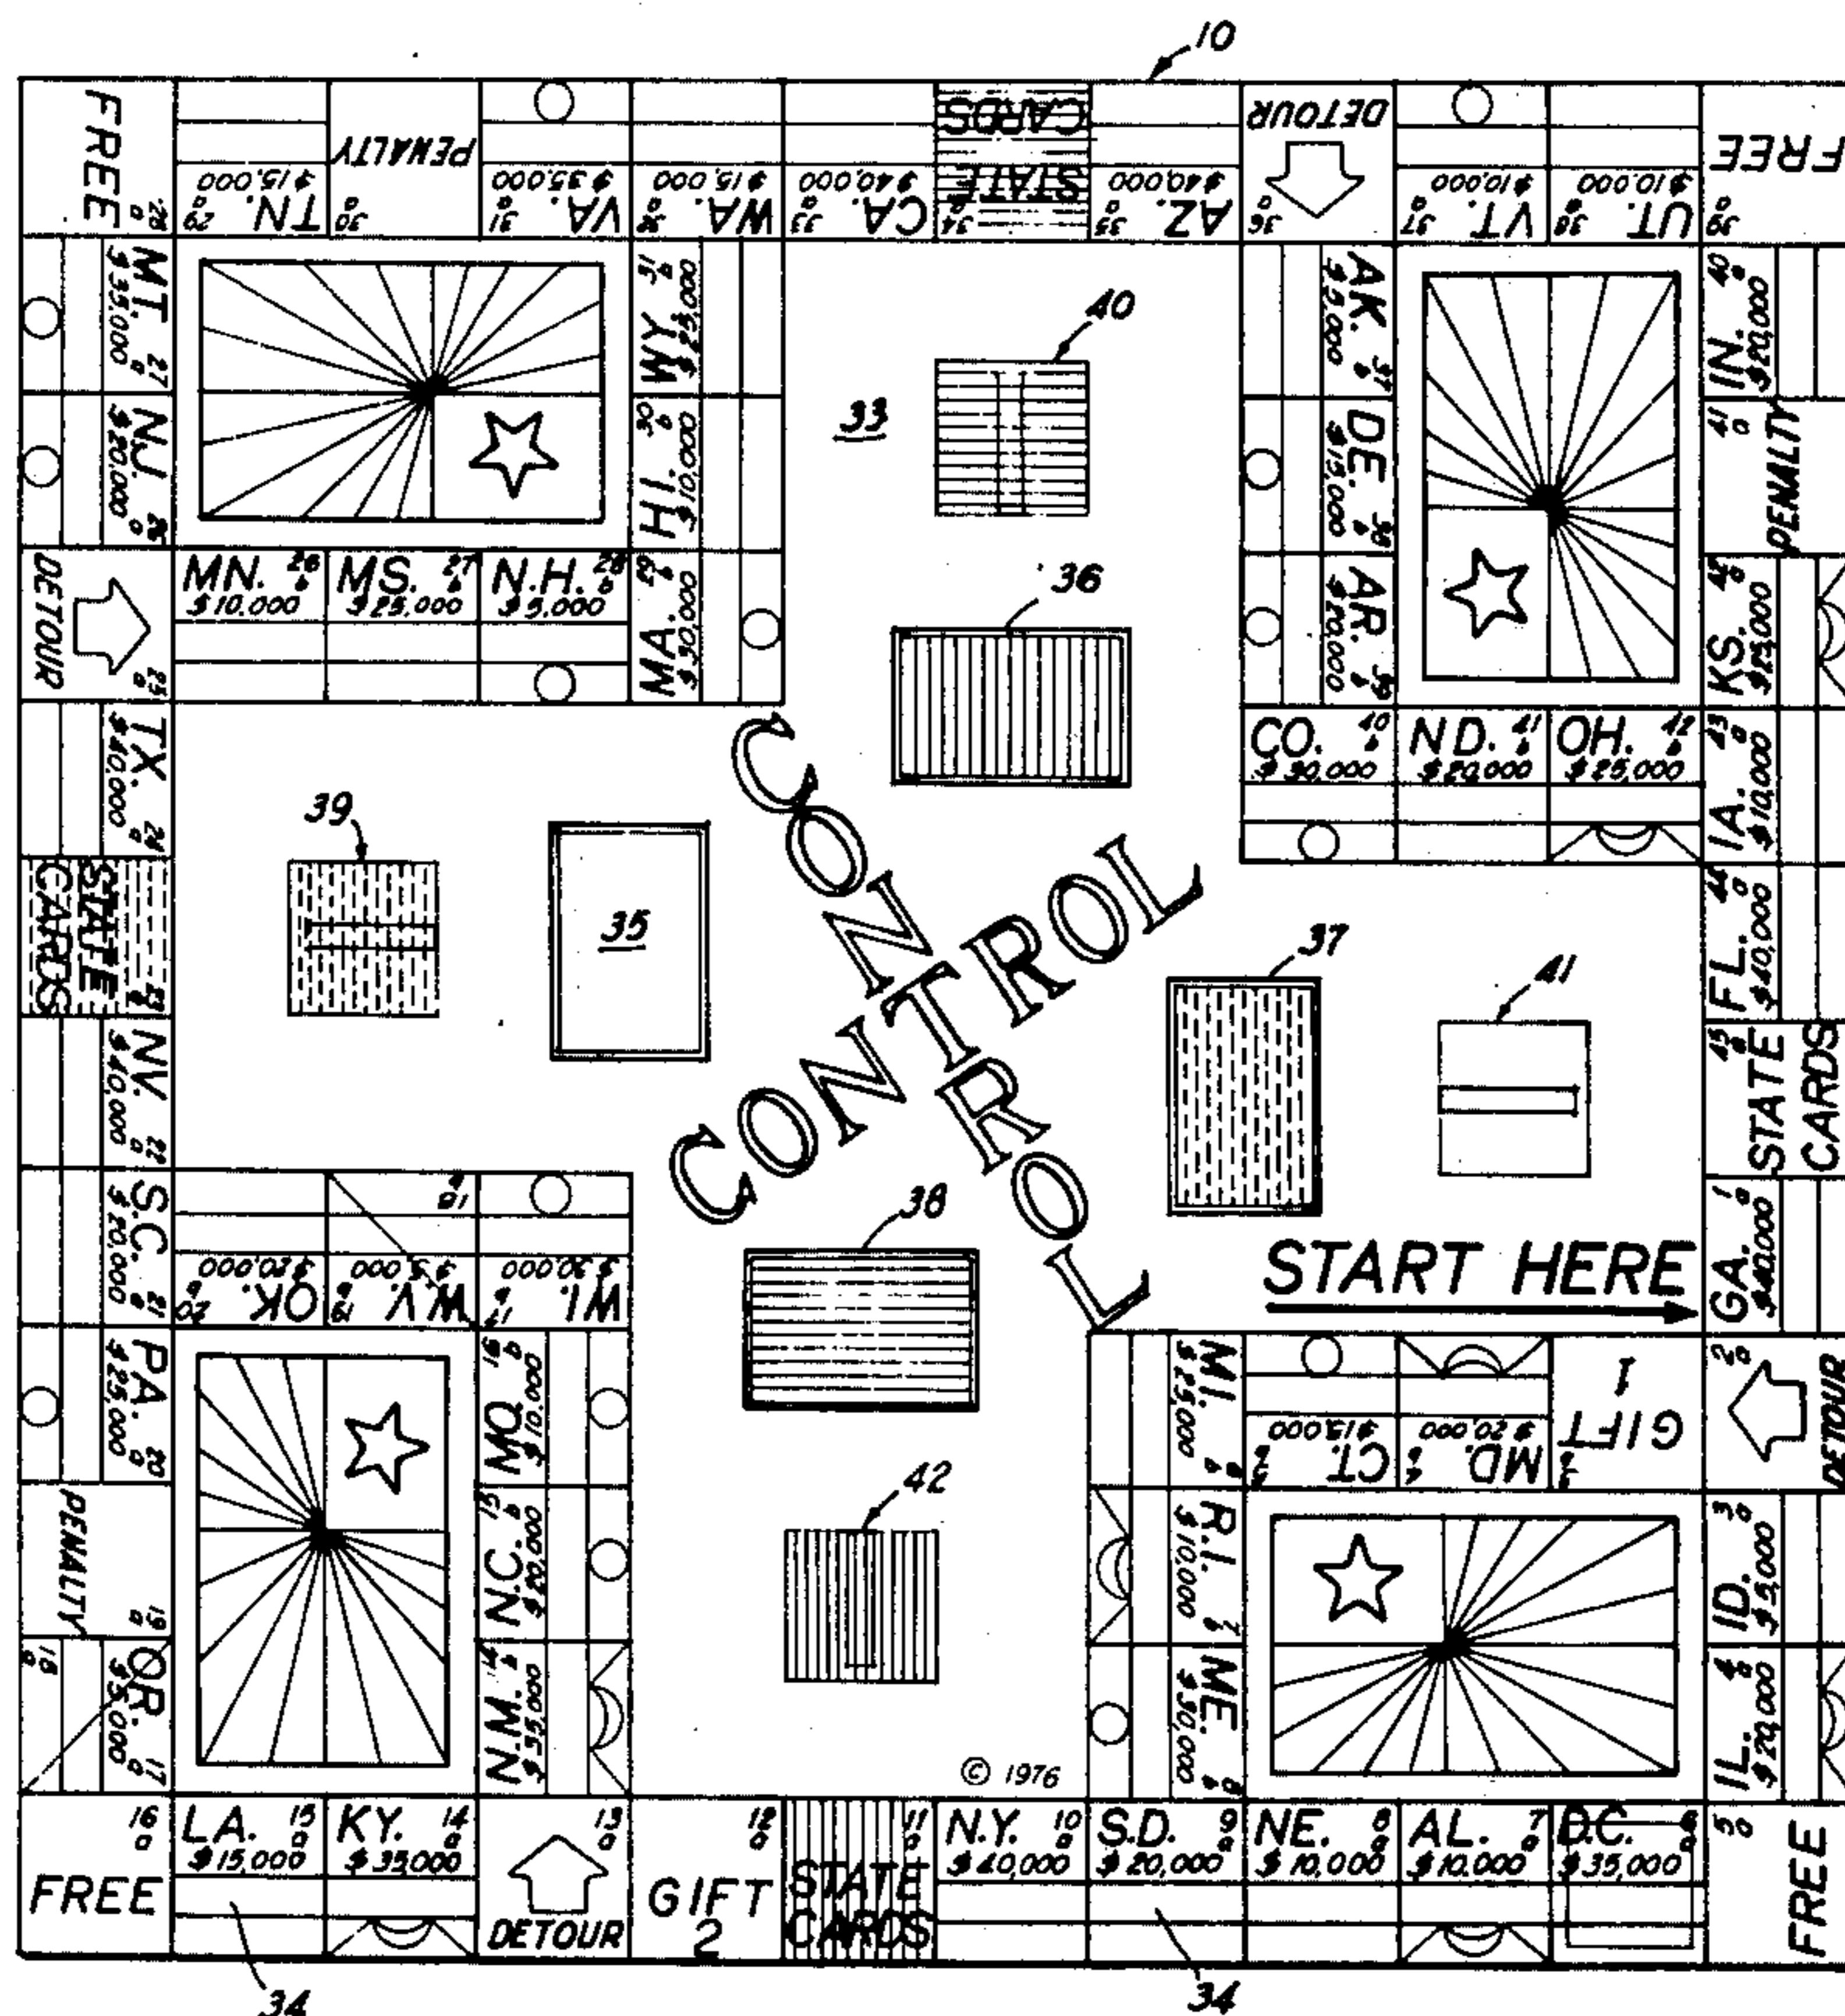 10
FREE
28
a
TN.
$15,000
29
a
PENALTY
30
a
VA.
$35,000
31
a
WA.
$15,000
32
a
CA.
$40,000
33
a
STATE
CARDS
34
a
AZ.
$40,000
35
a
DETOUR
36
a
VT.
$10,000
37
a
UT.
$10,000
38
a
FREE
39
a
MT. 27
a
$35,000
NJ. 26
a
$20,000
DETOUR
25
a
TX. 24
a
$40,000
STATE
CARDS
23
NV. 22
a
$40,000
S.C. 21
a
$20,000
PA. 20
a
$25,000
PENALTY
19
a
OR. 17
a
$5,000
18
a
WY.
HI. 30
b
$10,000
MA. 29
b
$30,000
MN. 26
b
$10,000
MS. 27
b
$25,000
N.H. 28
b
$5,000
AK. 37
b
$5,000
DE. 38
b
$15,000
AR. 39
b
$20,000
CO. 40
b
$30,000
ND. 41
b
$20,000
OH. 42
b
$25,000
IN. 40
a
$20,000
41
a
PENALTY
KS. 42
a
$25,000
IA. 43
a
$10,000
FL. 44
a
$40,000
45
a
STATE
CARDS
GA. 1
a
$40,000
2
a
DETOUR
ID. 3
a
$5,000
IL. 4
a
$20,000
5
a
FREE
33
40
36
39
35
37
41
38
42
CONTROL
CONTROL
START HERE
OK.
$20,000
20
b
W.V.
19
b
18
b
WI.
17
b
MO. 16
b
$10,000
N.C. 15
b
$20,000
N.M. 14
b
$35,000
MI.
$25,000
R.I. 7
b
$10,000
ME. 8
b
$30,000
CT.
$15,000
MD.
$20,000
4
b
GIFT
1
3
b
© 1976
16
a
FREE
LA. 15
a
$15,000
KY. 14
a
$35,000
13
a
DETOUR
12
a
GIFT
2
11
a
STATE
CARDS
N.Y. 10
a
$40,000
S.D. 9
a
$20,000
NE. 8
a
$10,000
AL. 7
a
$10,000
D.C. 6
a
$35,000
34
34